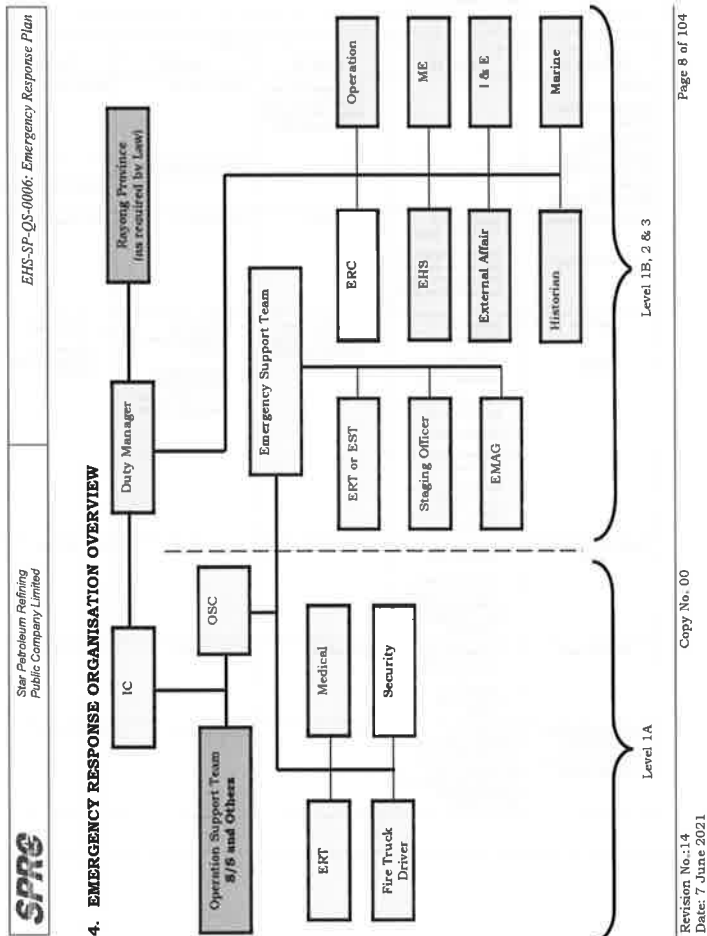 SPRC
Star Petroleum Refining
Public Company Limited
EHS-SP-QS-0006: Emergency Response Plan
4. EMERGENCY RESPONSE ORGANISATION OVERVIEW
IC
Duty Manager
Rayong Province
(as required by Law)
Operation Support Team
S/S and Others
OSC
Emergency Support Team
ERT
Medical
Fire Truck
Driver
Security
ERT or EST
Staging Officer
EMAG
ERC
Operation
EHS
ME
External Affair
I & E
Historian
Marine
Level 1A
Level 1B, 2 & 3
Revision No.:14
Date: 7 June 2021
Copy No. 00
Page 8 of 104